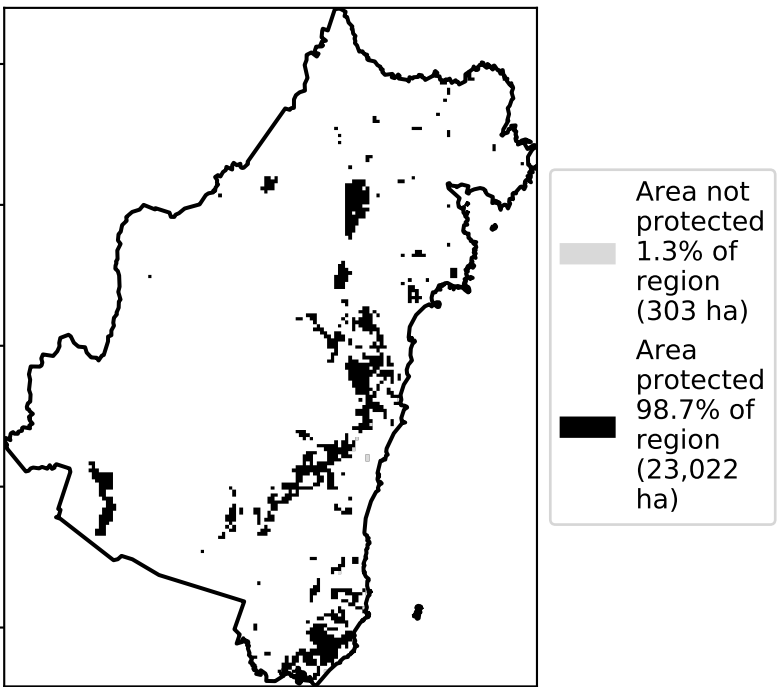 Area not
protected
1.3% of
region
(303 ha)
Area
protected
98.7% of
region
(23,022
ha)